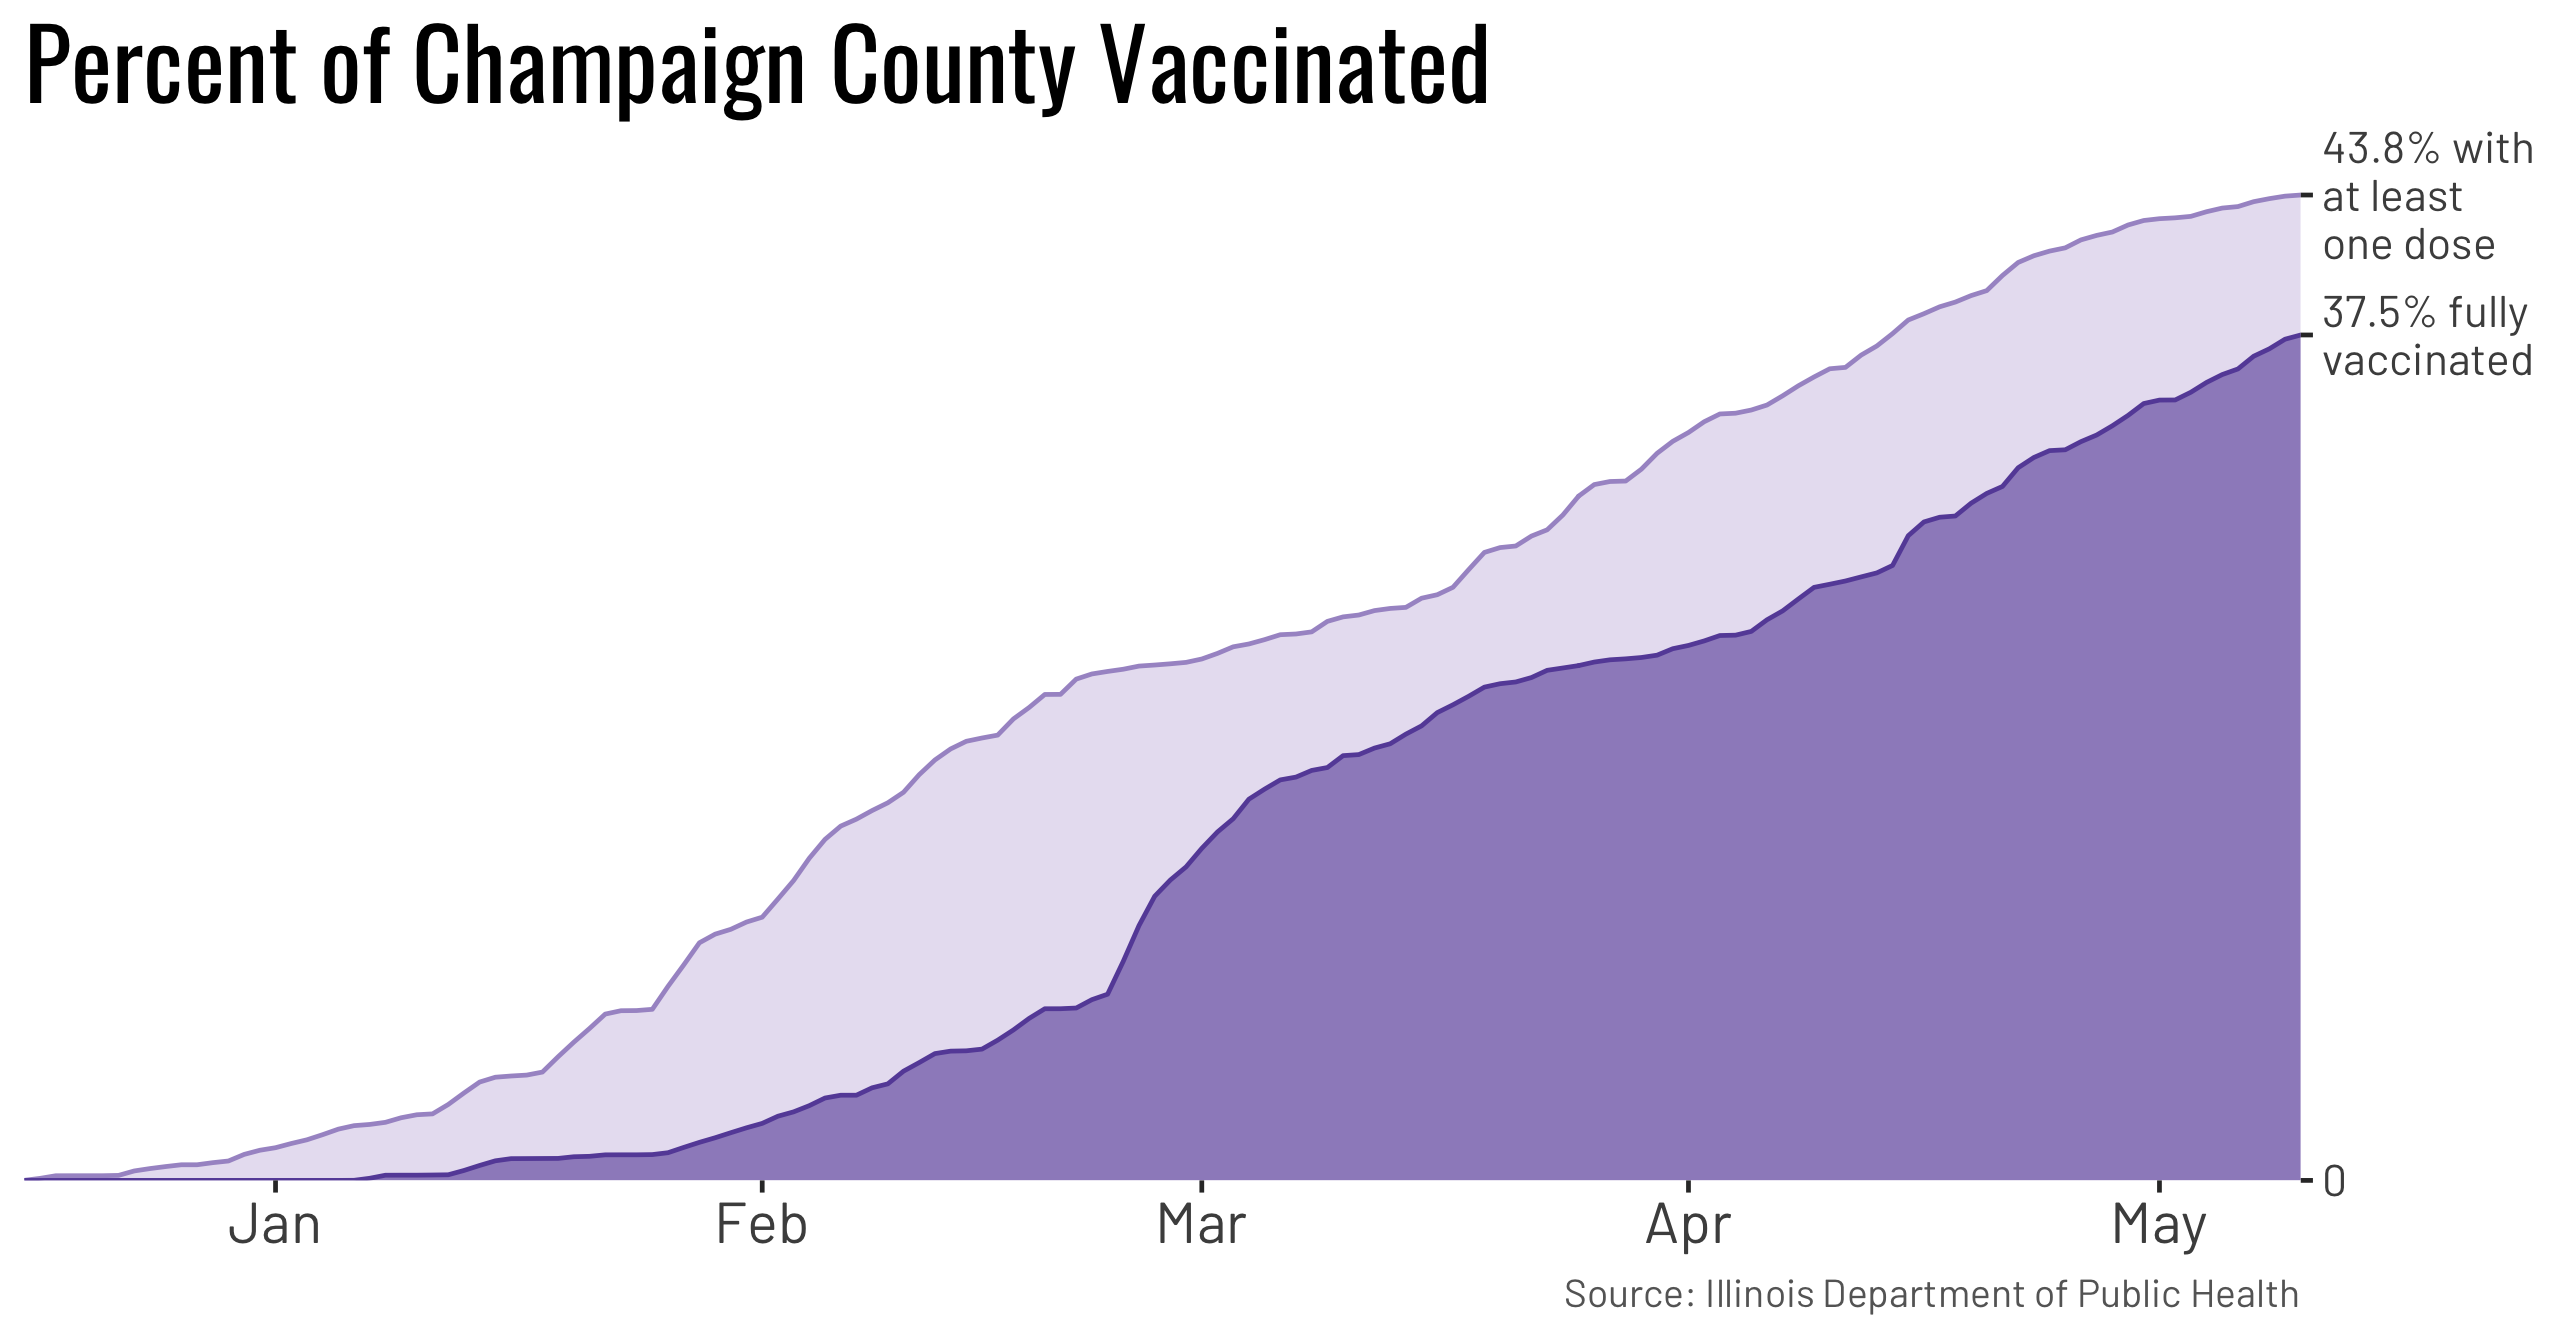 Percent of Champaign County Vaccinated
43.8% with
at least
one dose
37.5% fully
vaccinated
0
Jan
Feb
Mar
Apr
May
Source: Illinois Department of Public Health